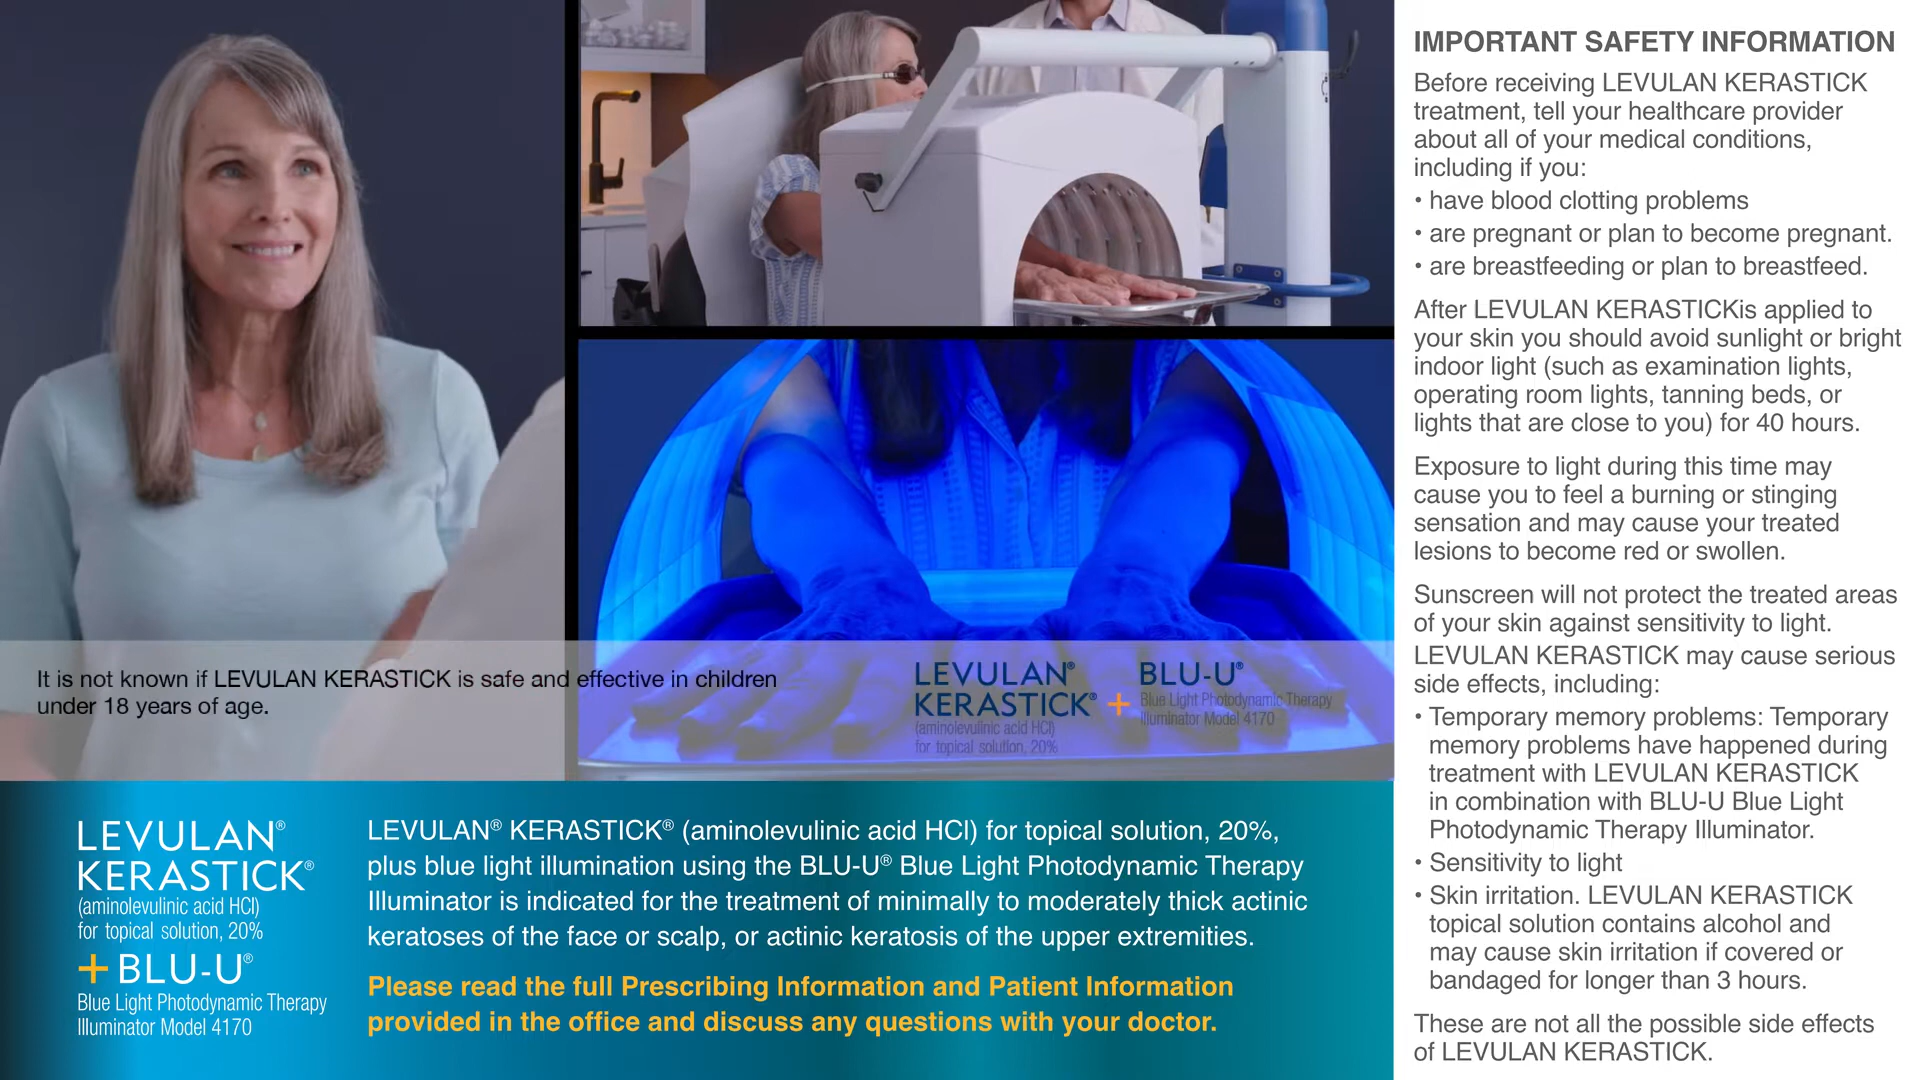 It is not known if LEVULAN KERASTICK is safe and effective in children
under 18 years of age.
LEVULAN®
KERASTICK®
(aminolevulinic acid HCl)
for topical solution, 20%
+
BLU-U®
Blue Light Photodynamic Therapy
Illuminator Model 4170
LEVULAN®
KERASTICK®
(aminolevulinic acid HCl)
for topical solution, 20%
+ BLU-U®
Blue Light Photodynamic Therapy
Illuminator Model 4170
LEVULAN® KERASTICK® (aminolevulinic acid HCl) for topical solution, 20%,
plus blue light illumination using the BLU-U® Blue Light Photodynamic Therapy
Illuminator is indicated for the treatment of minimally to moderately thick actinic
keratoses of the face or scalp, or actinic keratosis of the upper extremities.
Please read the full Prescribing Information and Patient Information
provided in the office and discuss any questions with your doctor.
IMPORTANT SAFETY INFORMATION
Before receiving LEVULAN KERASTICK
treatment, tell your healthcare provider
about all of your medical conditions,
including if you:
• have blood clotting problems
• are pregnant or plan to become pregnant.
• are breastfeeding or plan to breastfeed.
After LEVULAN KERASTICKis applied to
your skin you should avoid sunlight or bright
indoor light (such as examination lights,
operating room lights, tanning beds, or
lights that are close to you) for 40 hours.
Exposure to light during this time may
cause you to feel a burning or stinging
sensation and may cause your treated
lesions to become red or swollen.
Sunscreen will not protect the treated areas
of your skin against sensitivity to light.
LEVULAN KERASTICK may cause serious
side effects, including:
• Temporary memory problems: Temporary
memory problems have happened during
treatment with LEVULAN KERASTICK
in combination with BLU-U Blue Light
Photodynamic Therapy Illuminator.
• Sensitivity to light
• Skin irritation. LEVULAN KERASTICK
topical solution contains alcohol and
may cause skin irritation if covered or
bandaged for longer than 3 hours.
These are not all the possible side effects
of LEVULAN KERASTICK.